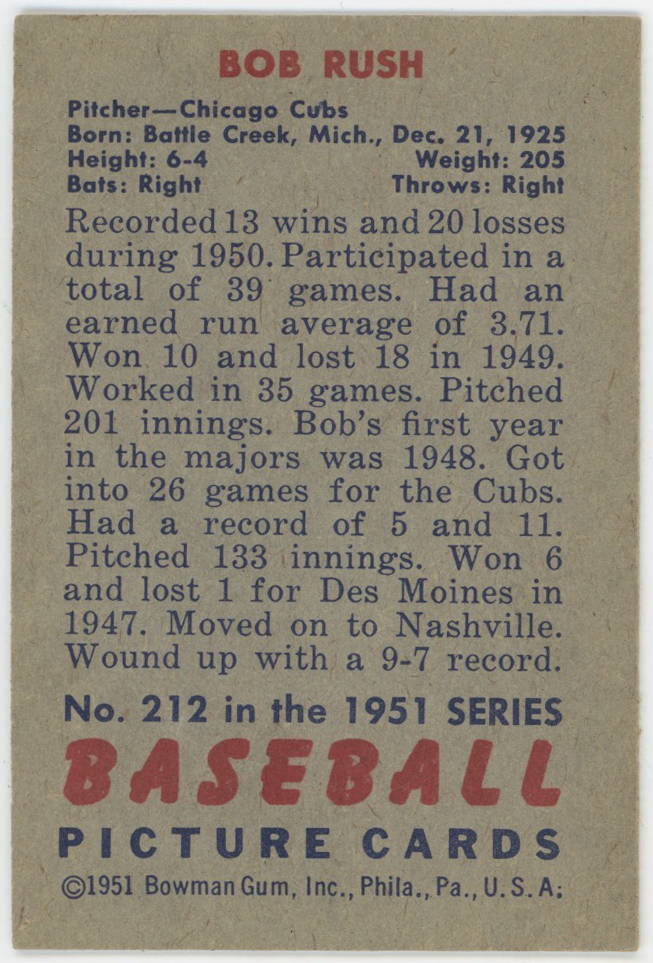 BOB RUSH
Pitcher—Chicago Cubs
Born: Battle Creek, Mich., Dec. 21, 1925
Height: 6-4 Weight: 205
Bats: Right Throws: Right
Recorded 13 wins and 20 losses
during 1950. Participated in a
total of 39 games. Had an
earned run average of 3.71.
Won 10 and lost 18 in 1949.
Worked in 35 games. Pitched
201 innings. Bob's first year
in the majors was 1948. Got
into 26 games for the Cubs.
Had a record of 5 and 11.
Pitched 133 innings. Won 6
and lost 1 for Des Moines in
1947. Moved on to Nashville.
Wound up with a 9-7 record.
No. 212 in the 1951 SERIES
BASEBALL
PICTURE CARDS
©1951 Bowman Gum, Inc., Phila., Pa., U.S.A: